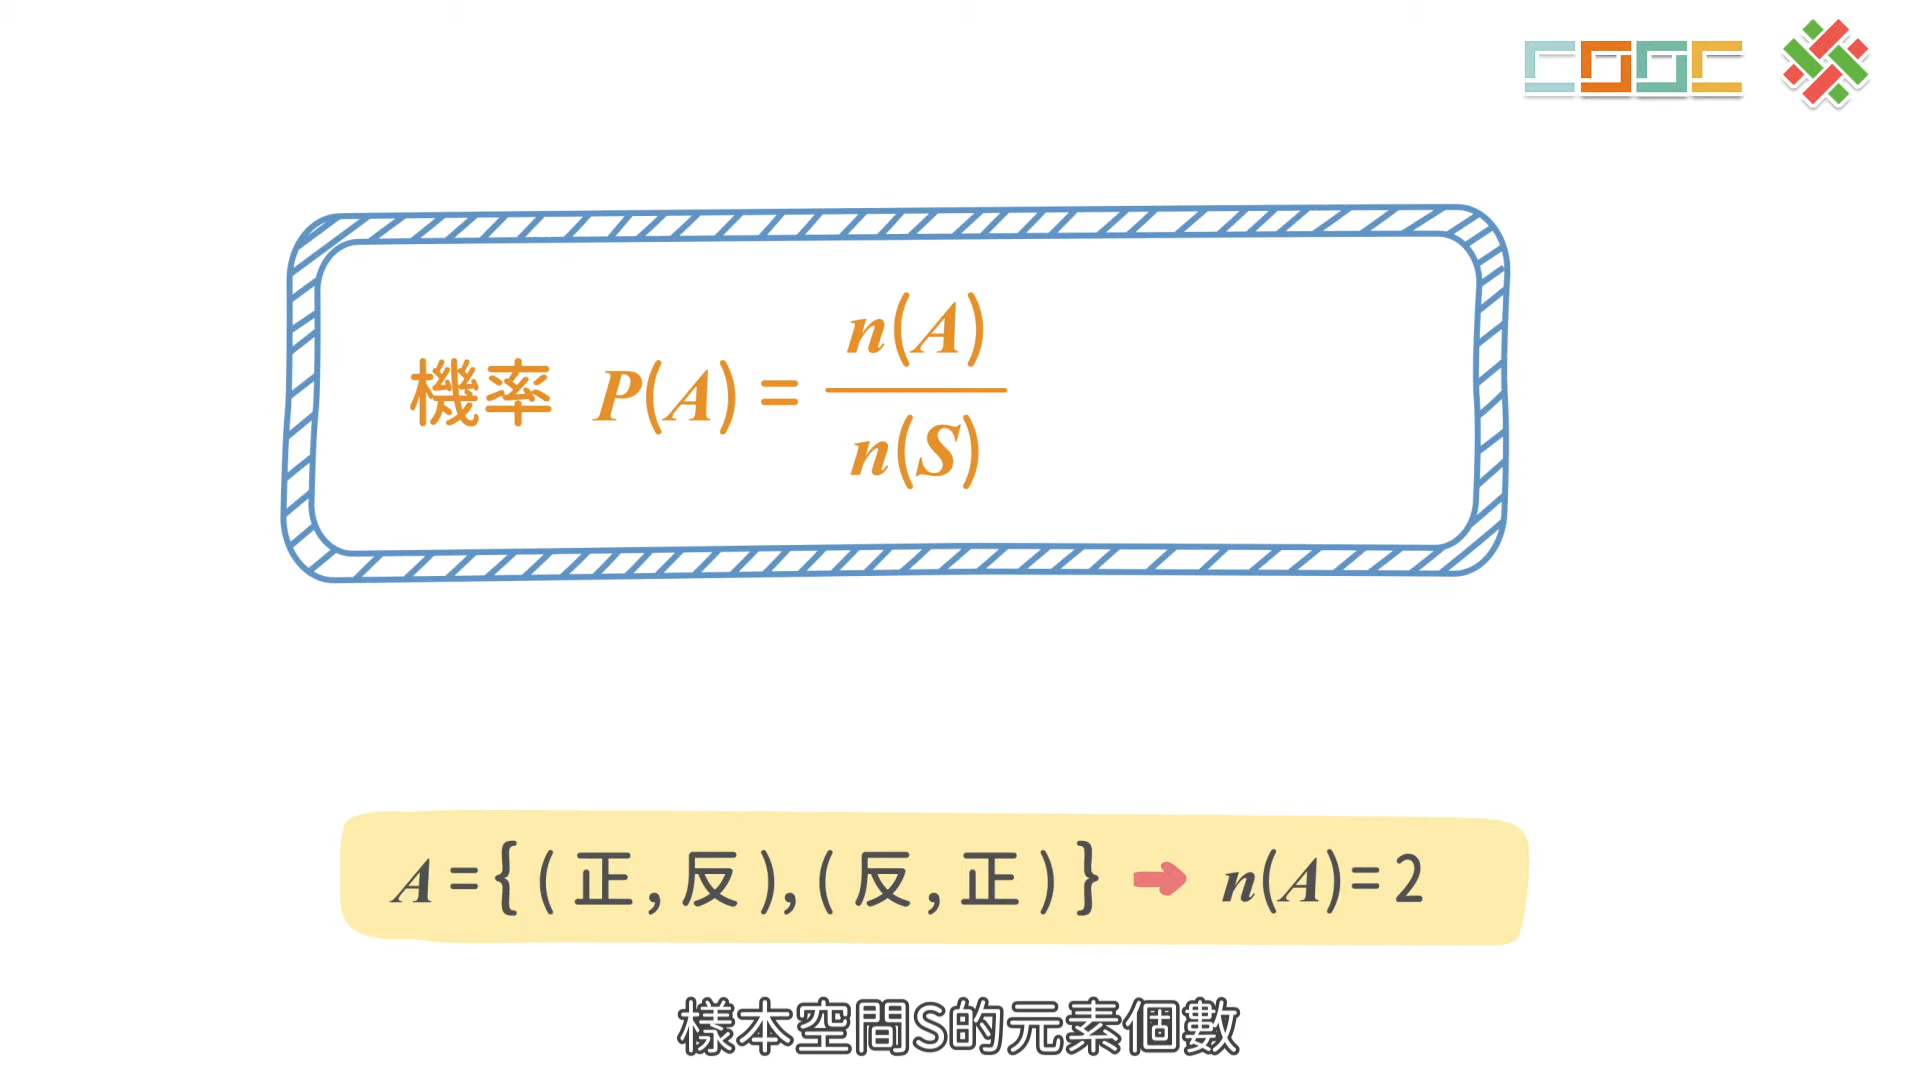 機率 P(A) = n(A) / n(S)
A = { ( 正 , 反 ) , ( 反 , 正 ) } ➡ n(A) = 2
樣本空間S的元素個數